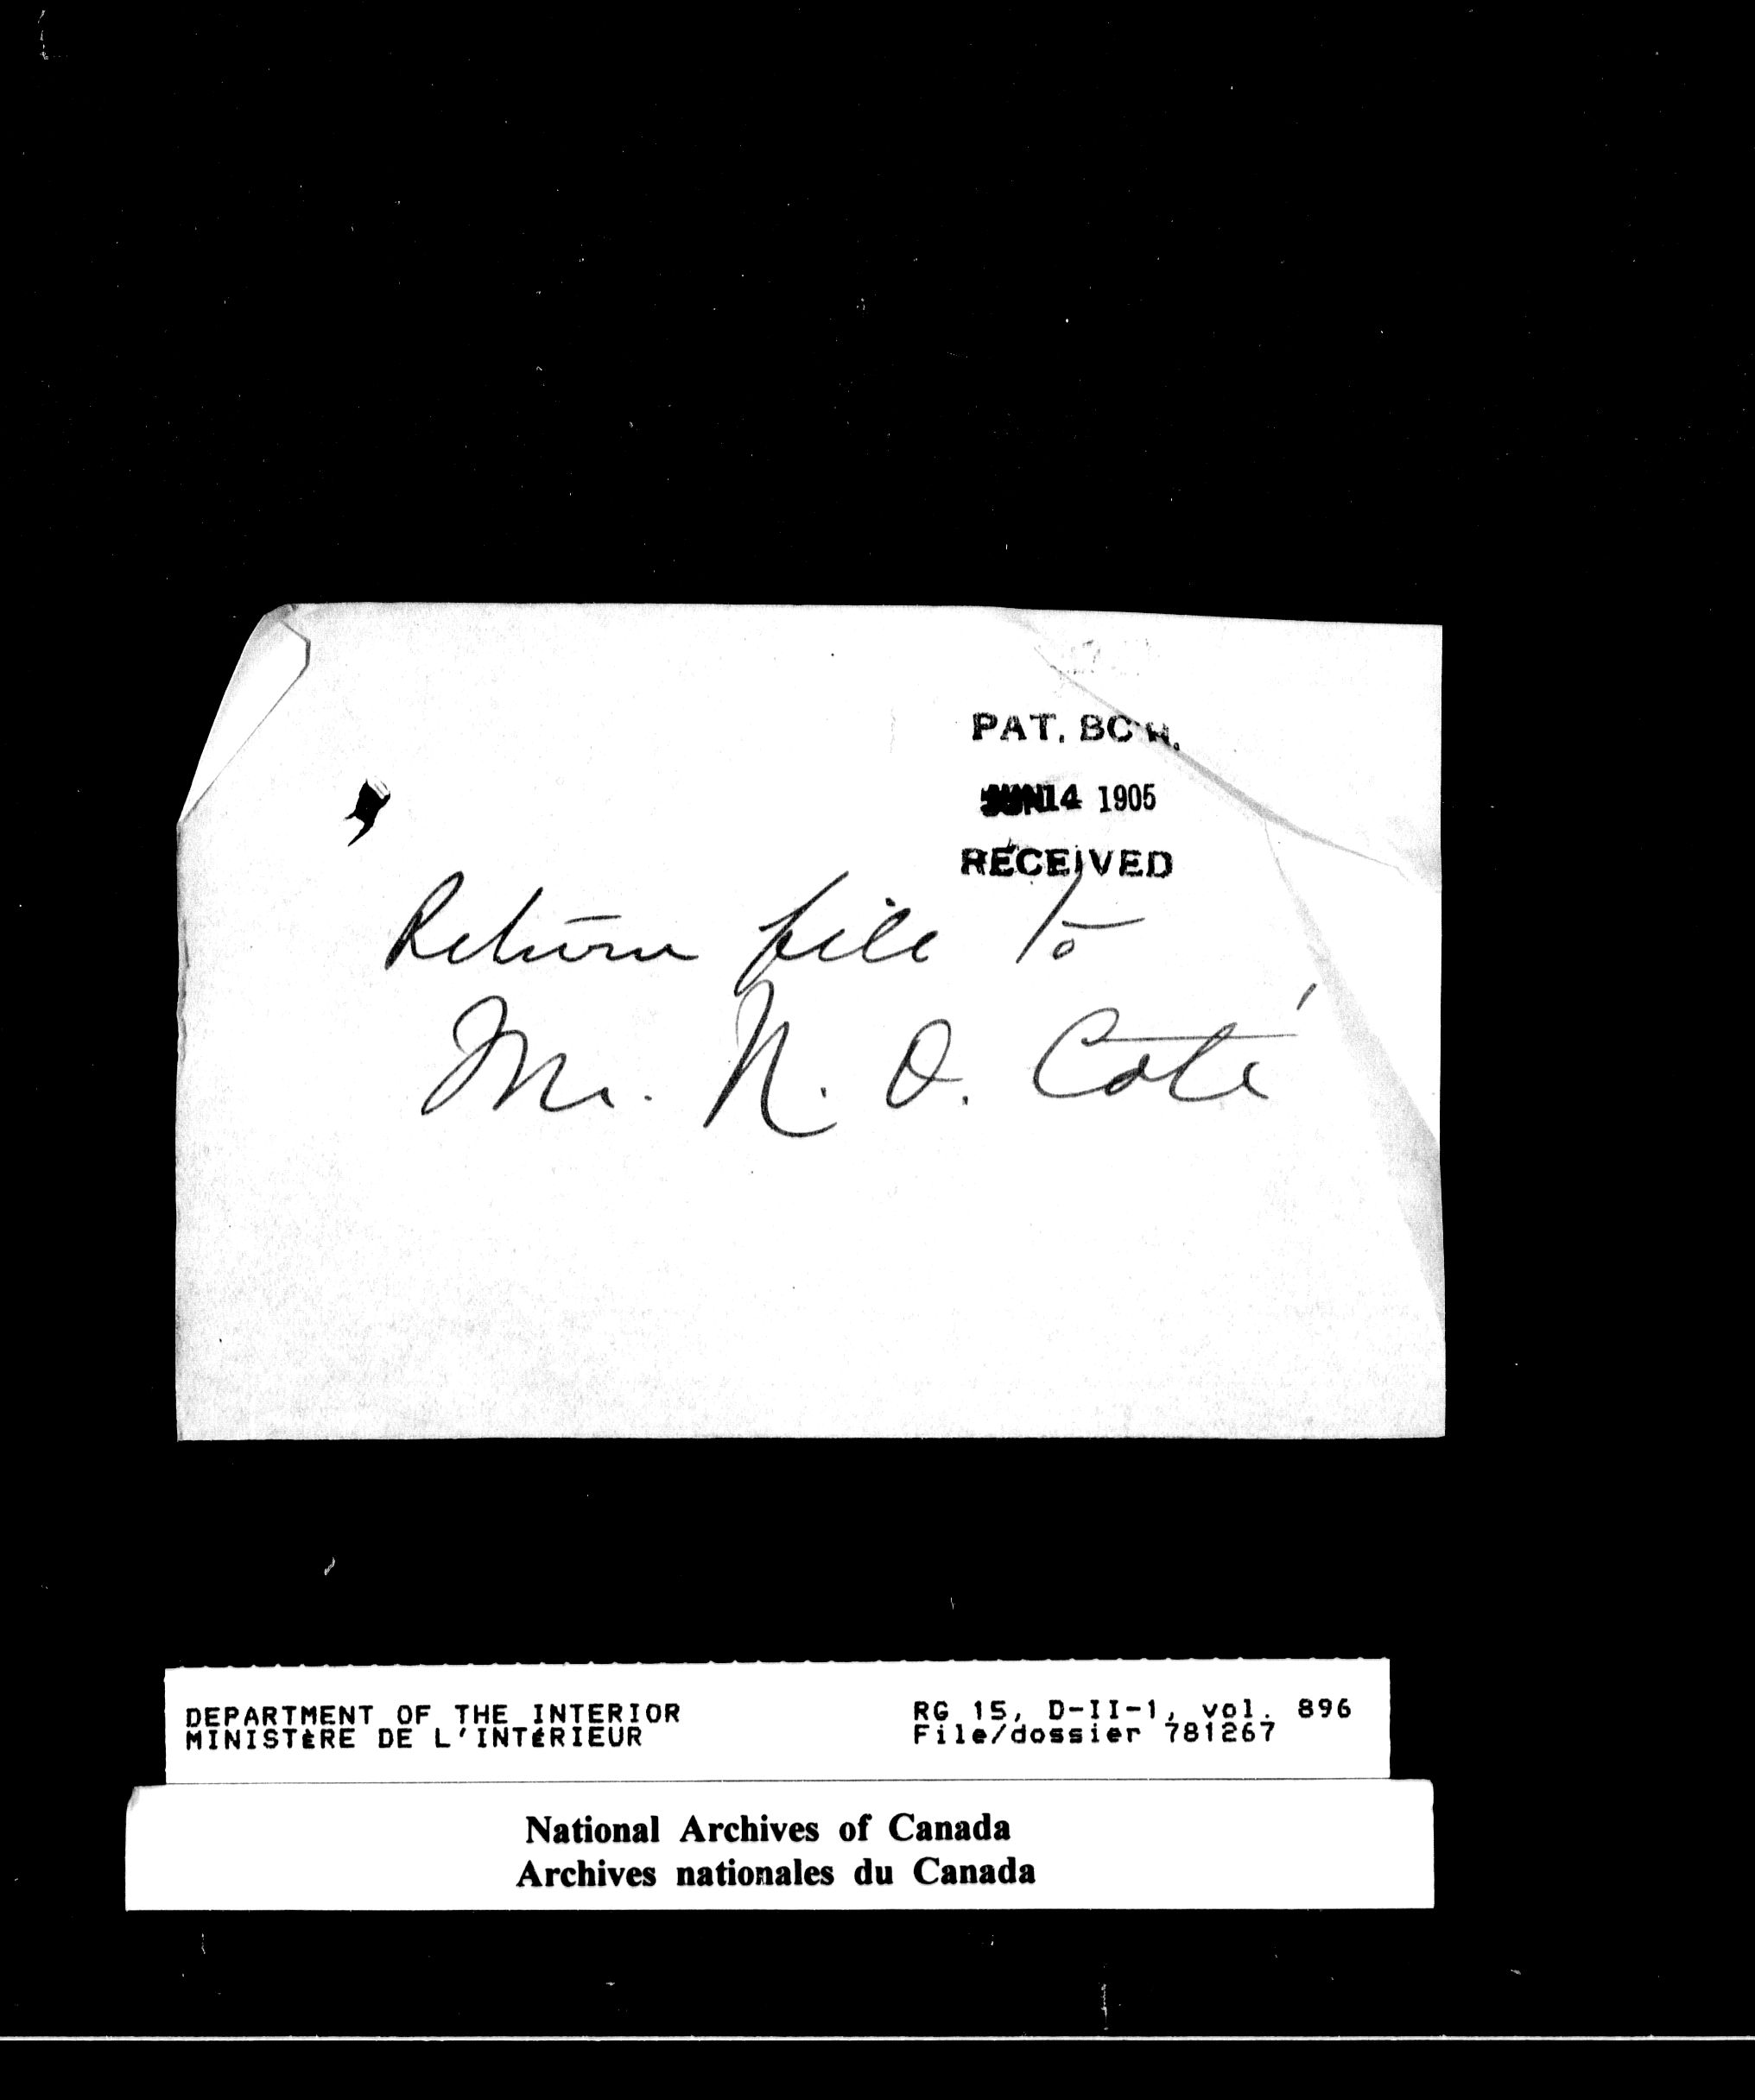 PAT.
JUN 14 1905
RECEIVED
Return file to
Mr. N. O. Coté
DEPARTMENT OF THE INTERIOR
MINISTÈRE DE L'INTÉRIEUR
RG 15, D-II-1, vol. 896
File/dossier 781267
National Archives of Canada
Archives nationales du Canada